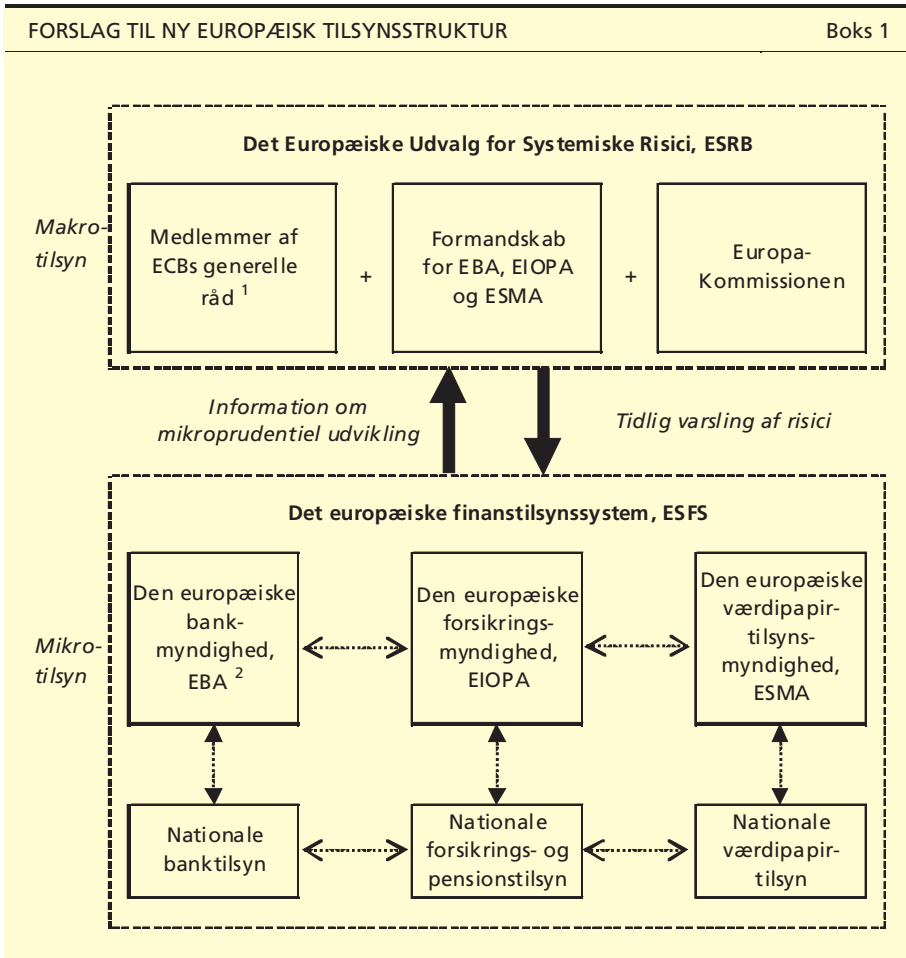 FORSLAG TIL NY EUROPÆISK TILSYNSSTRUKTUR Boks 1
Det Europæiske Udvalg for Systemiske Risici, ESRB
Makro-
tilsyn
Medlemmer af
ECBs generelle
råd 1
+
Formandskab
for EBA, EIOPA
og ESMA
+
Europa-
Kommissionen
Information om
mikroprudentiel udvikling
Tidlig varsling af risici
Det europæiske finanstilsynssystem, ESFS
Mikro-
tilsyn
Den europæiske
bank-
myndighed,
EBA 2
Den europæiske
forsikrings-
myndighed,
EIOPA
Den europæiske
værdipapir-
tilsyns-
myndighed,
ESMA
Nationale
banktilsyn
Nationale
forsikrings- og
pensionstilsyn
Nationale
værdipapir-
tilsyn